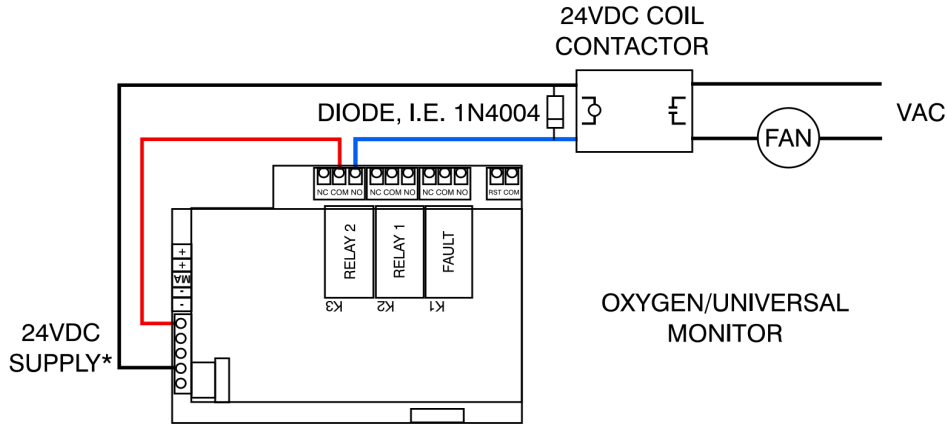 24VDC COIL
CONTACTOR
DIODE, I.E. 1N4004
VAC
FAN
NC COM NO NC COM NO NC COM NO RST COM
RELAY 2
RELAY 1
FAULT
K3
K2
K1
+
+
MA
-
-
24VDC
SUPPLY*
OXYGEN/UNIVERSAL
MONITOR